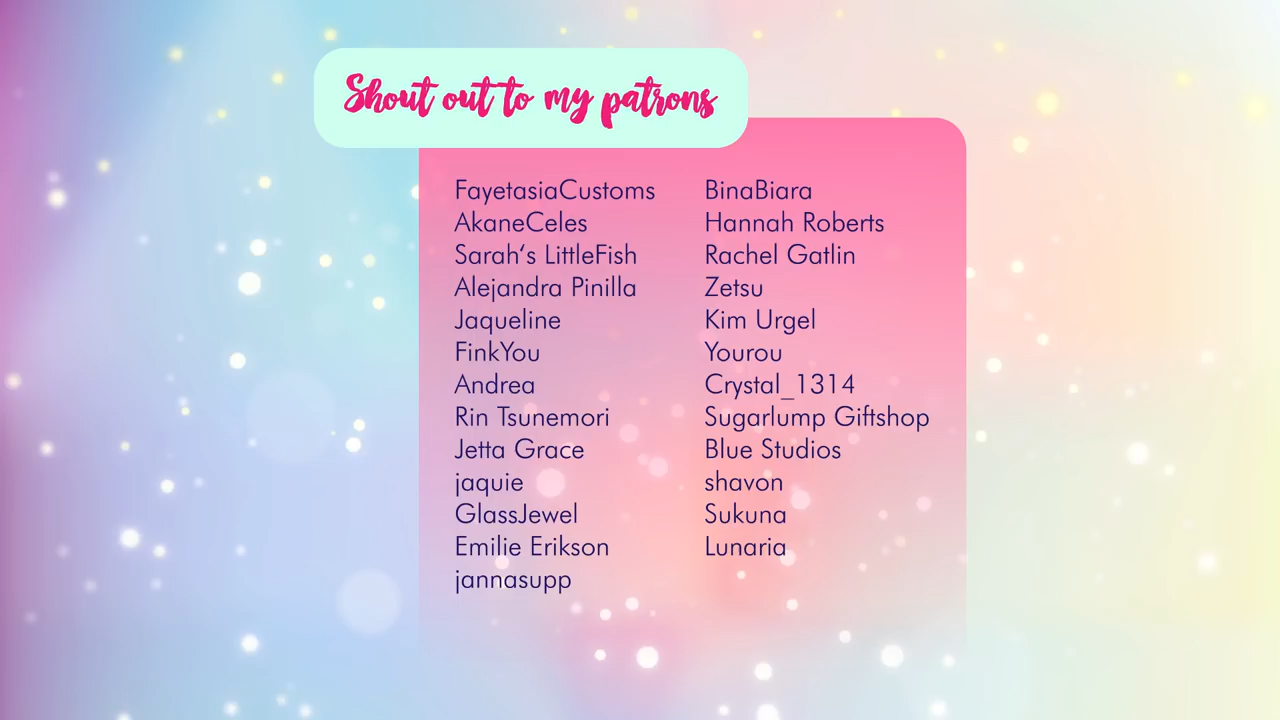 Shout out to my patrons
FayetasiaCustoms
AkaneCeles
Sarah‘s LittleFish
Alejandra Pinilla
Jaqueline
FinkYou
Andrea
Rin Tsunemori
Jetta Grace
jaquie
GlassJewel
Emilie Erikson
jannasupp
BinaBiara
Hannah Roberts
Rachel Gatlin
Zetsu
Kim Urgel
Yourou
Crystal_1314
Sugarlump Giftshop
Blue Studios
shavon
Sukuna
Lunaria